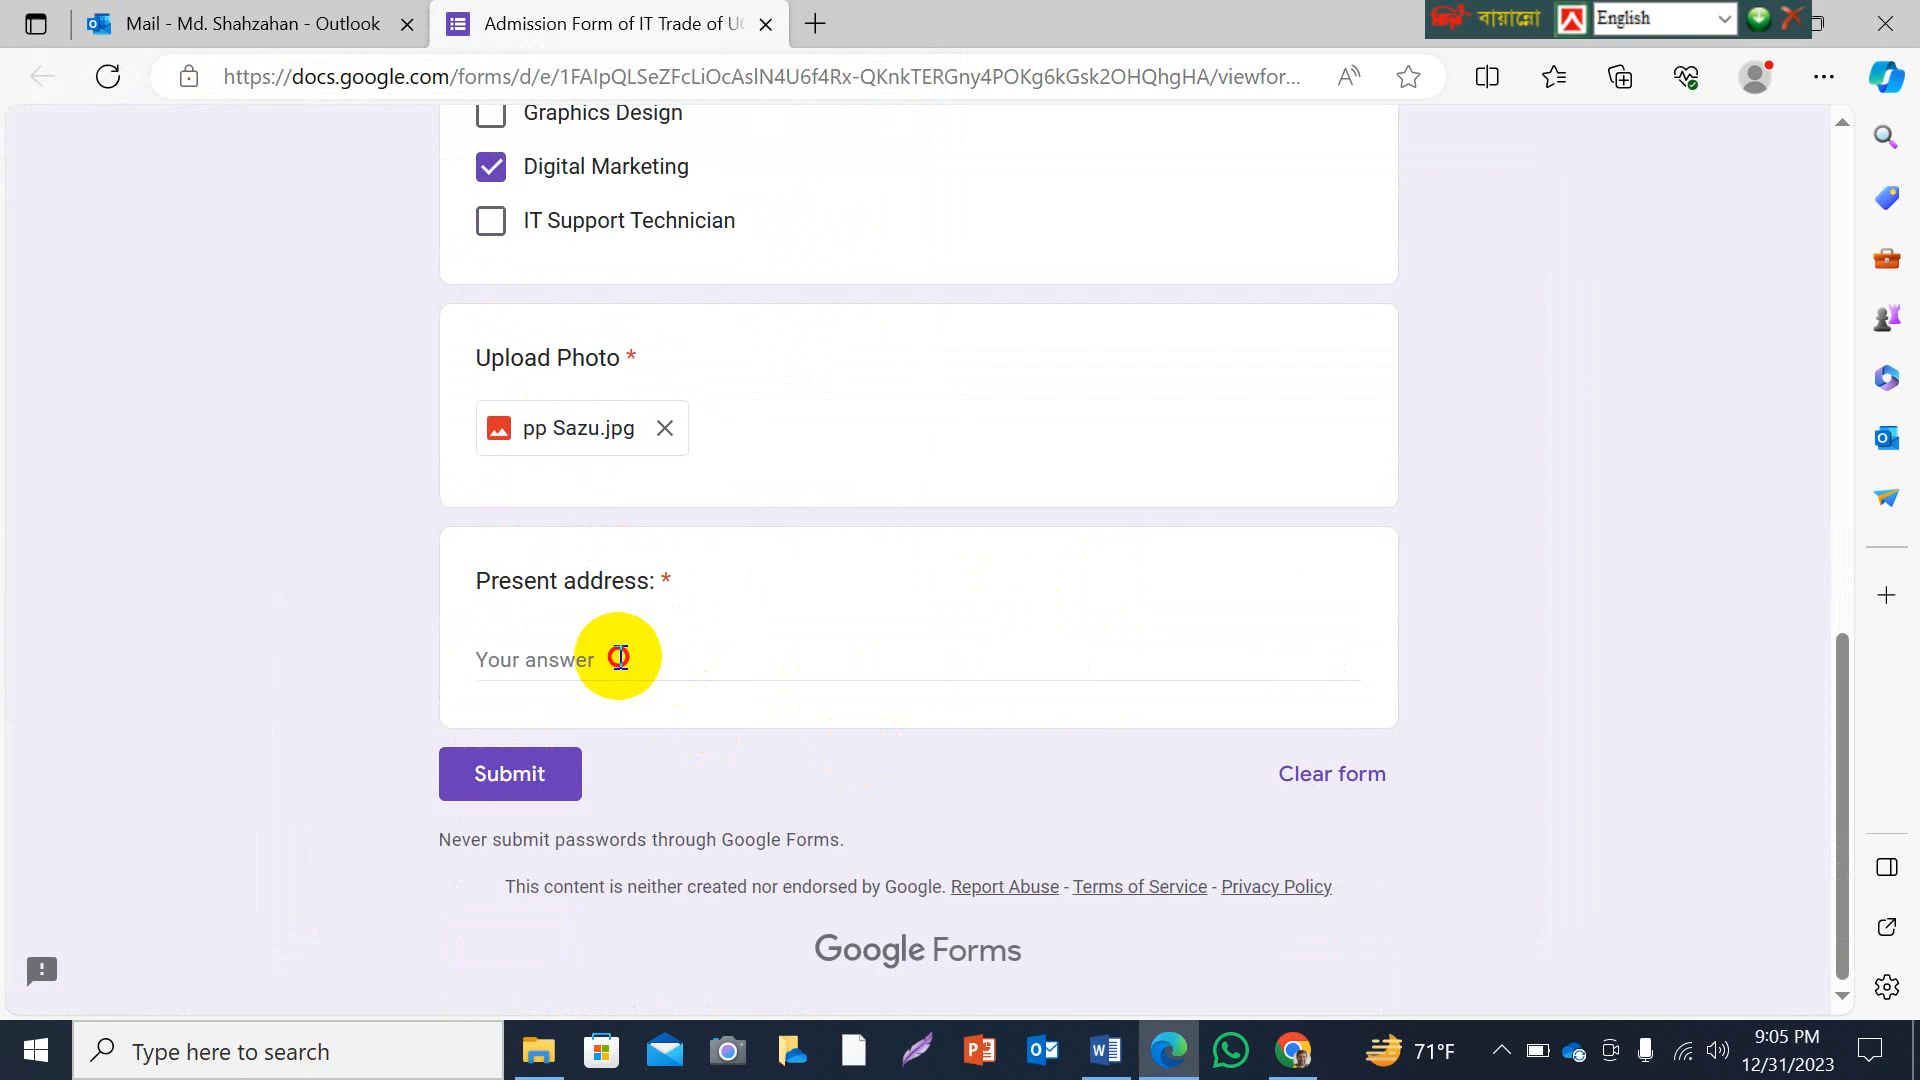 Mail - Md. Shahzahan - Outlook
Admission Form of IT Trade of U
বায়ান্নো
English
https://docs.google.com/forms/d/e/1FAIpQLSeZFcLiOcAslN4U6f4Rx-QKnkTERGny4POKg6kGsk2OHQhgHA/viewfor...
Graphics Design
Digital Marketing
IT Support Technician
Upload Photo *
pp Sazu.jpg
Present address: *
Your answer
Submit
Clear form
Never submit passwords through Google Forms.
This content is neither created nor endorsed by Google. Report Abuse - Terms of Service - Privacy Policy
Google Forms
Type here to search
71°F
9:05 PM
12/31/2023